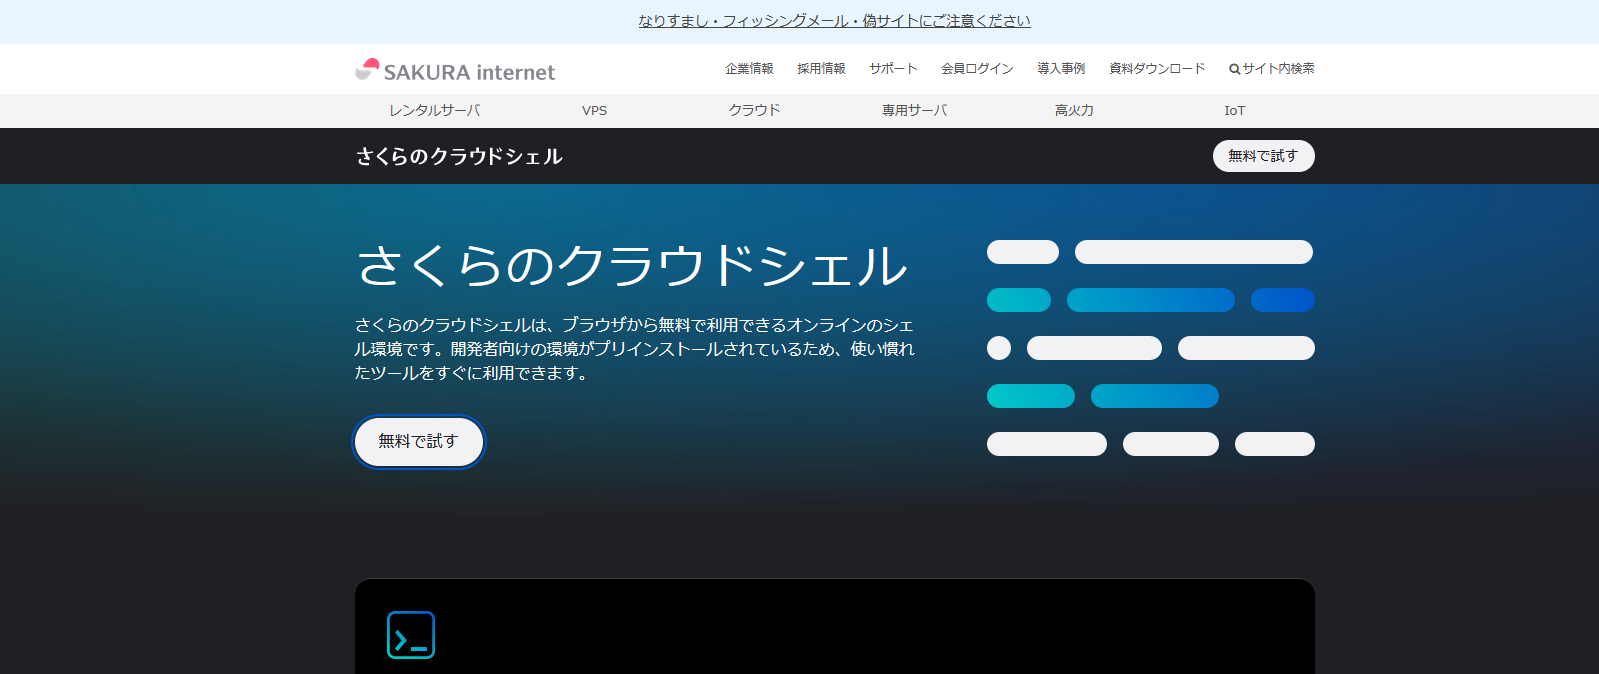 なりすまし・フィッシングメール・偽サイトにご注意ください
SAKURA internet
企業情報 採用情報 サポート 会員ログイン 導入事例 資料ダウンロード サイト内検索
レンタルサーバ VPS クラウド 専用サーバ 高火力 IoT
さくらのクラウドシェル 無料で試す
さくらのクラウドシェル
さくらのクラウドシェルは、ブラウザから無料で利用できるオンラインのシェ
ル環境です。開発者向けの環境がプリインストールされているため、使い慣れ
たツールをすぐに利用できます。
無料で試す